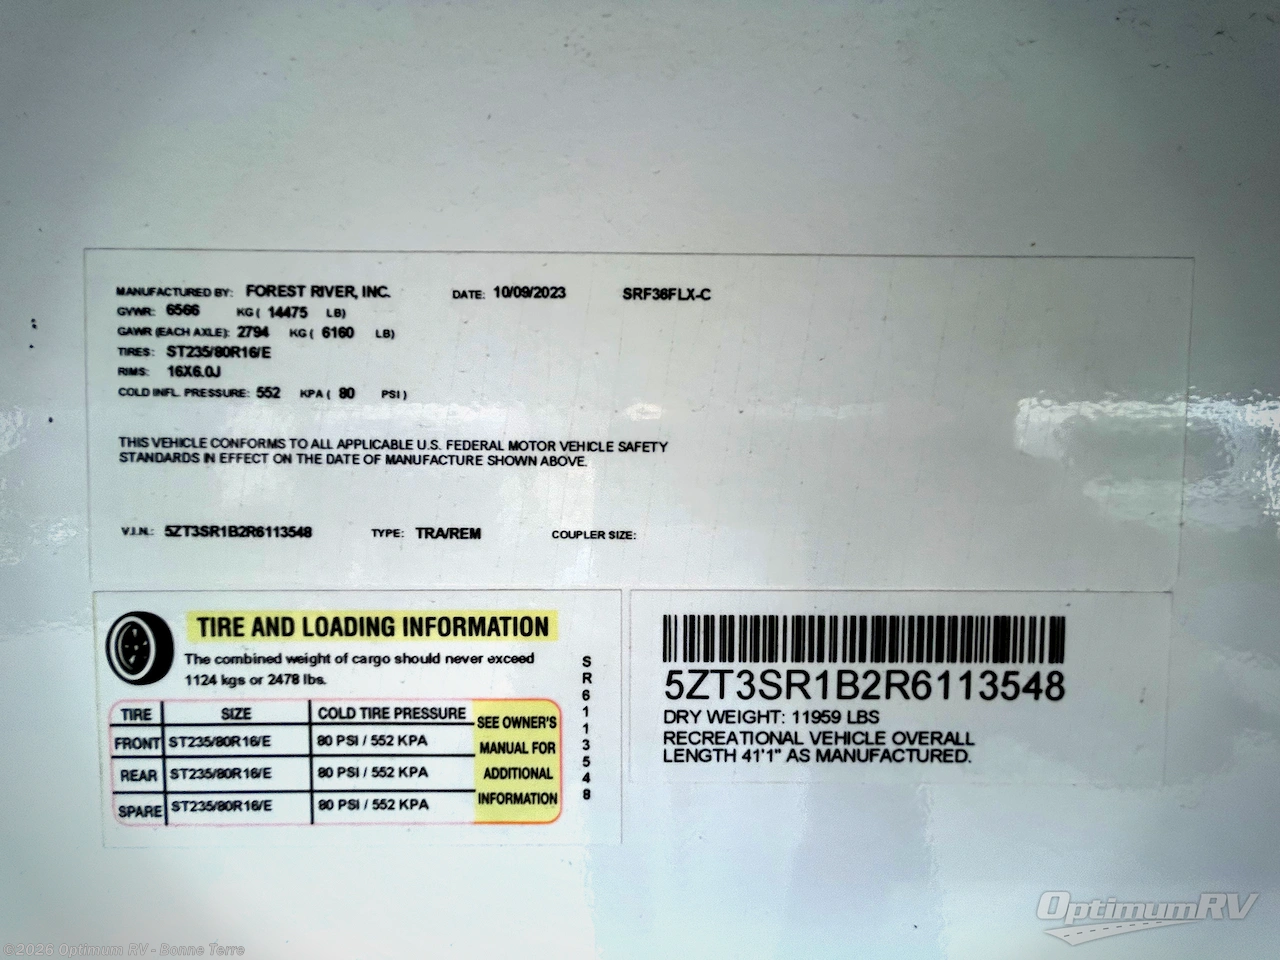 MANUFACTURED BY: FOREST RIVER, INC. DATE: 10/09/2023 SRF36FLX-C
GVWR: 6566 KG ( 14475 LB)
GAWR (EACH AXLE): 2794 KG ( 6160 LB)
TIRES: ST235/80R16/E
RIMS: 16X6.0J
COLD INFL. PRESSURE: 552 KPA ( 80 PSI )
THIS VEHICLE CONFORMS TO ALL APPLICABLE U.S. FEDERAL MOTOR VEHICLE SAFETY
STANDARDS IN EFFECT ON THE DATE OF MANUFACTURE SHOWN ABOVE.
V.I.N.: 5ZT3SR1B2R6113548 TYPE: TRA/REM COUPLER SIZE:
TIRE AND LOADING INFORMATION
The combined weight of cargo should never exceed
1124 kgs or 2478 lbs.
TIRE SIZE COLD TIRE PRESSURE
FRONT ST235/80R16/E 80 PSI / 552 KPA
REAR ST235/80R16/E 80 PSI / 552 KPA
SPARE ST235/80R16/E 80 PSI / 552 KPA
SEE OWNER'S
MANUAL FOR
ADDITIONAL
INFORMATION
SR6113548
5ZT3SR1B2R6113548
DRY WEIGHT: 11959 LBS
RECREATIONAL VEHICLE OVERALL
LENGTH 41'1" AS MANUFACTURED.
OptimumRV
©2026 Optimum RV - Bonne Terre